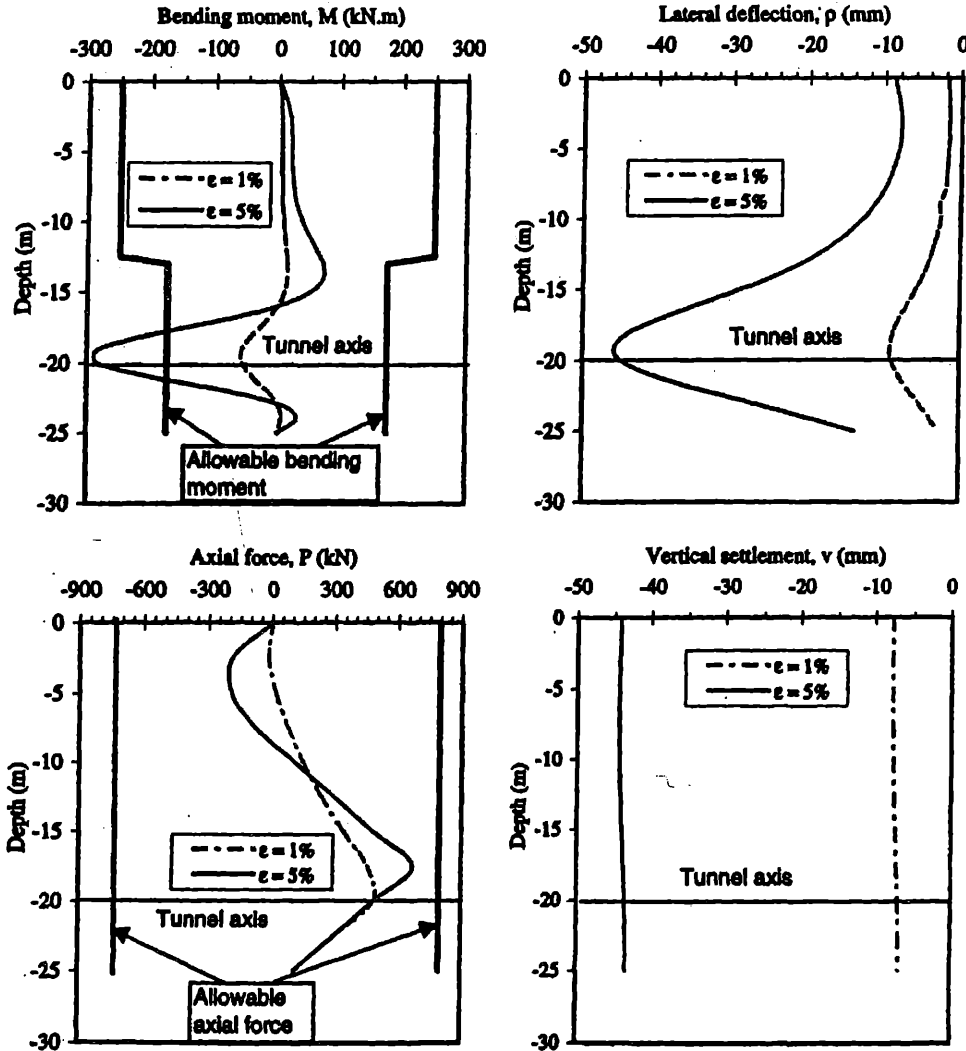 Bending moment, M (kN.m)
-300 -200 -100 0 100 200 300
0
-5
-10
-15
-20
-25
-30
Depth (m)
ε = 1%
ε = 5%
Tunnel axis
Allowable bending
moment
Lateral deflection, ρ (mm)
-50 -40 -30 -20 -10 0
0
-5
-10
-15
-20
-25
-30
Depth (m)
ε = 1%
ε = 5%
Tunnel axis
Axial force, P (kN)
-900 -600 -300 0 300 600 900
0
-5
-10
-15
-20
-25
-30
Depth (m)
ε = 1%
ε = 5%
Tunnel axis
Allowable
axial force
Vertical settlement, v (mm)
-50 -40 -30 -20 -10 0
0
-5
-10
-15
-20
-25
-30
Depth (m)
ε = 1%
ε = 5%
Tunnel axis